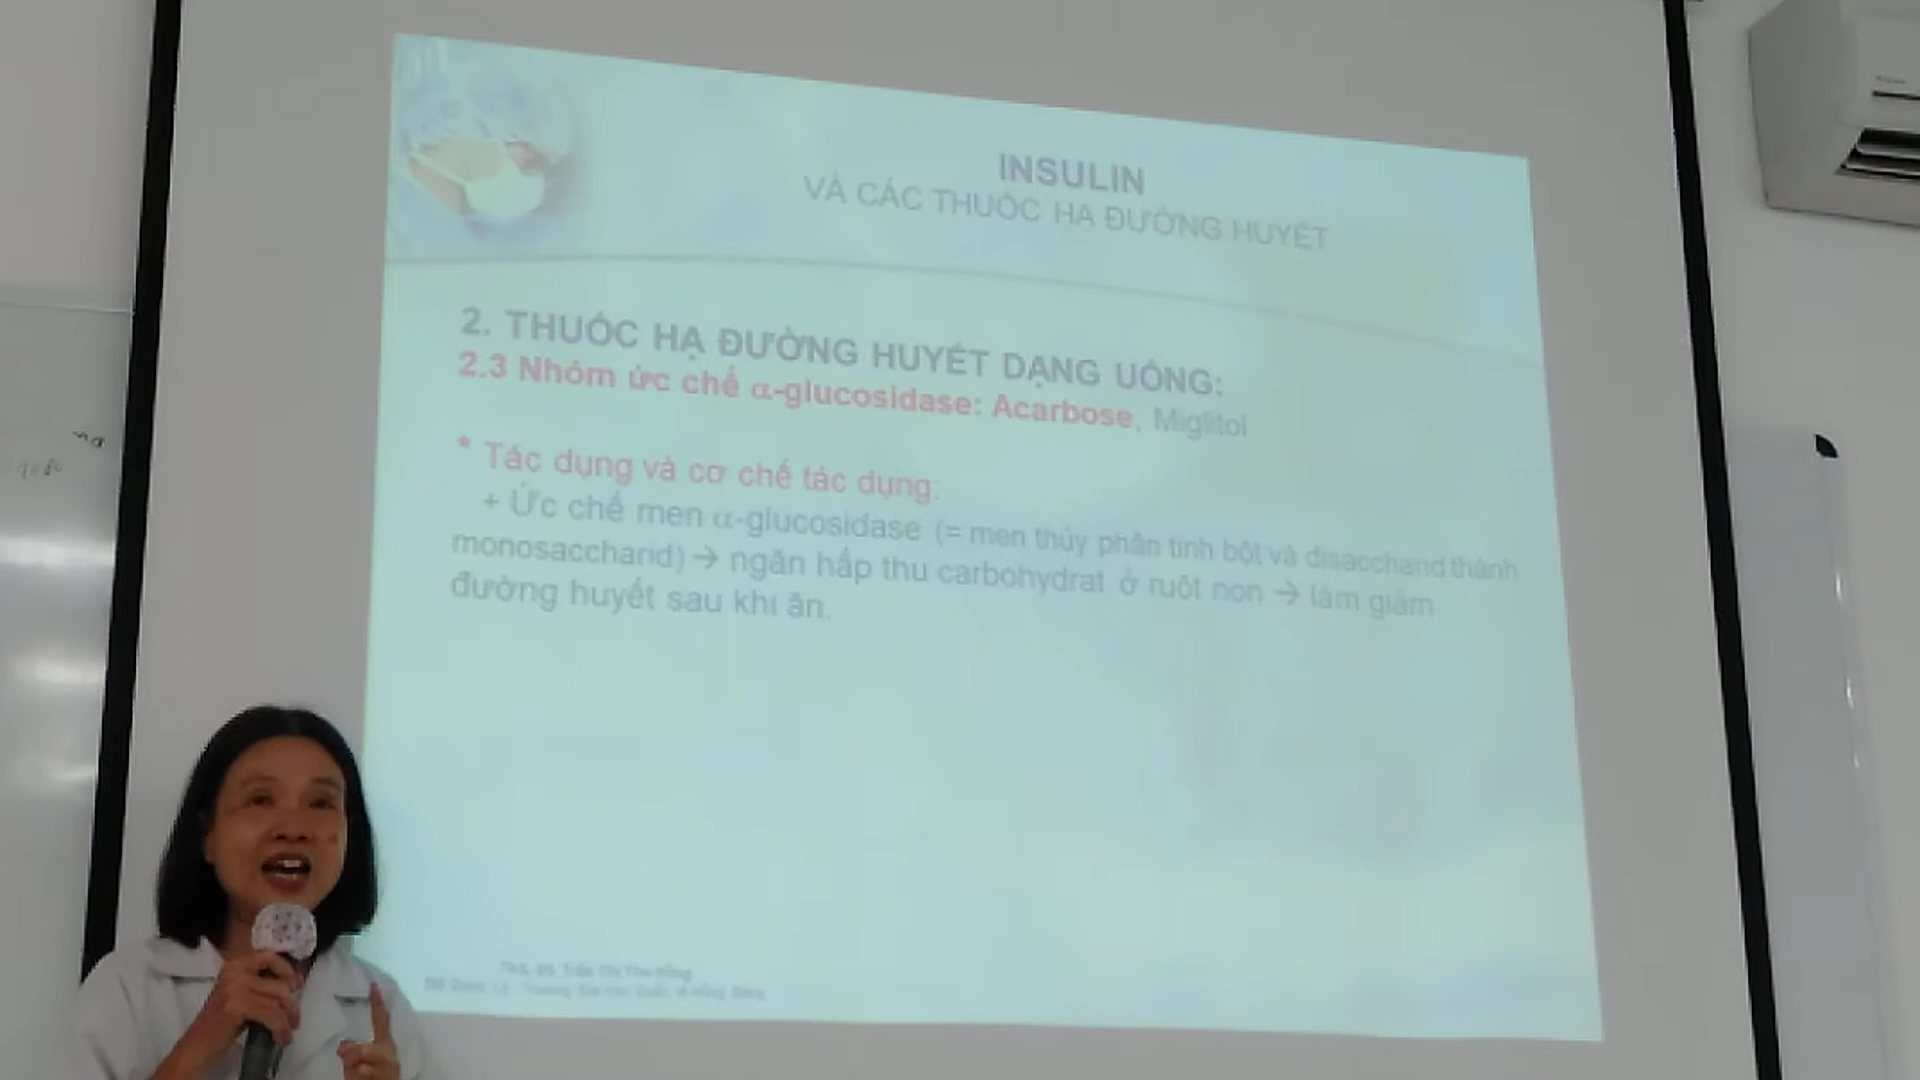 INSULIN
VÀ CÁC THUỐC HẠ ĐƯỜNG HUYẾT
2. THUỐC HẠ ĐƯỜNG HUYẾT DẠNG UỐNG:
2.3 Nhóm ức chế α-glucosidase: Acarbose, Miglitol
* Tác dụng và cơ chế tác dụng:
+ Ức chế men α-glucosidase (= men thủy phân tinh bột và disaccharid thành
monosaccharid) → ngăn hấp thu carbohydrat ở ruột non → làm giảm
đường huyết sau khi ăn.